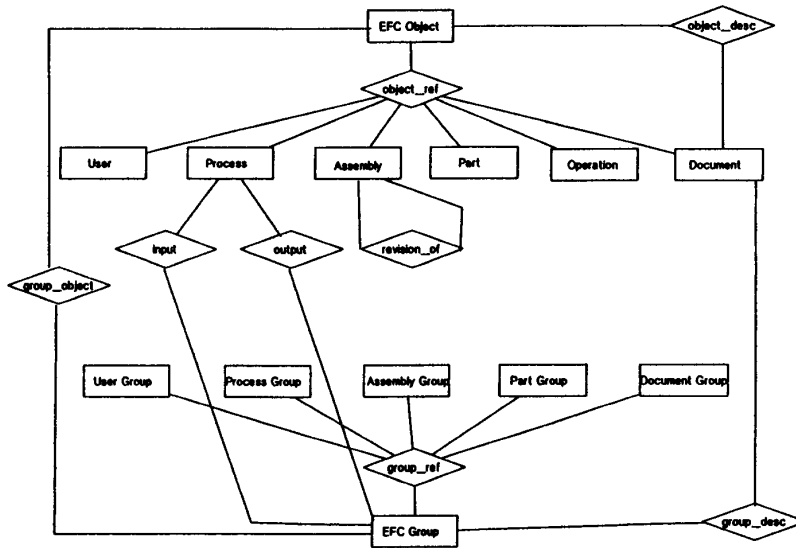 EFC Object
object_desc
object_ref
User
Process
Assembly
Part
Operation
Document
input
output
revision_of
group_object
User Group
Process Group
Assembly Group
Part Group
Document Group
group_ref
EFC Group
group_desc